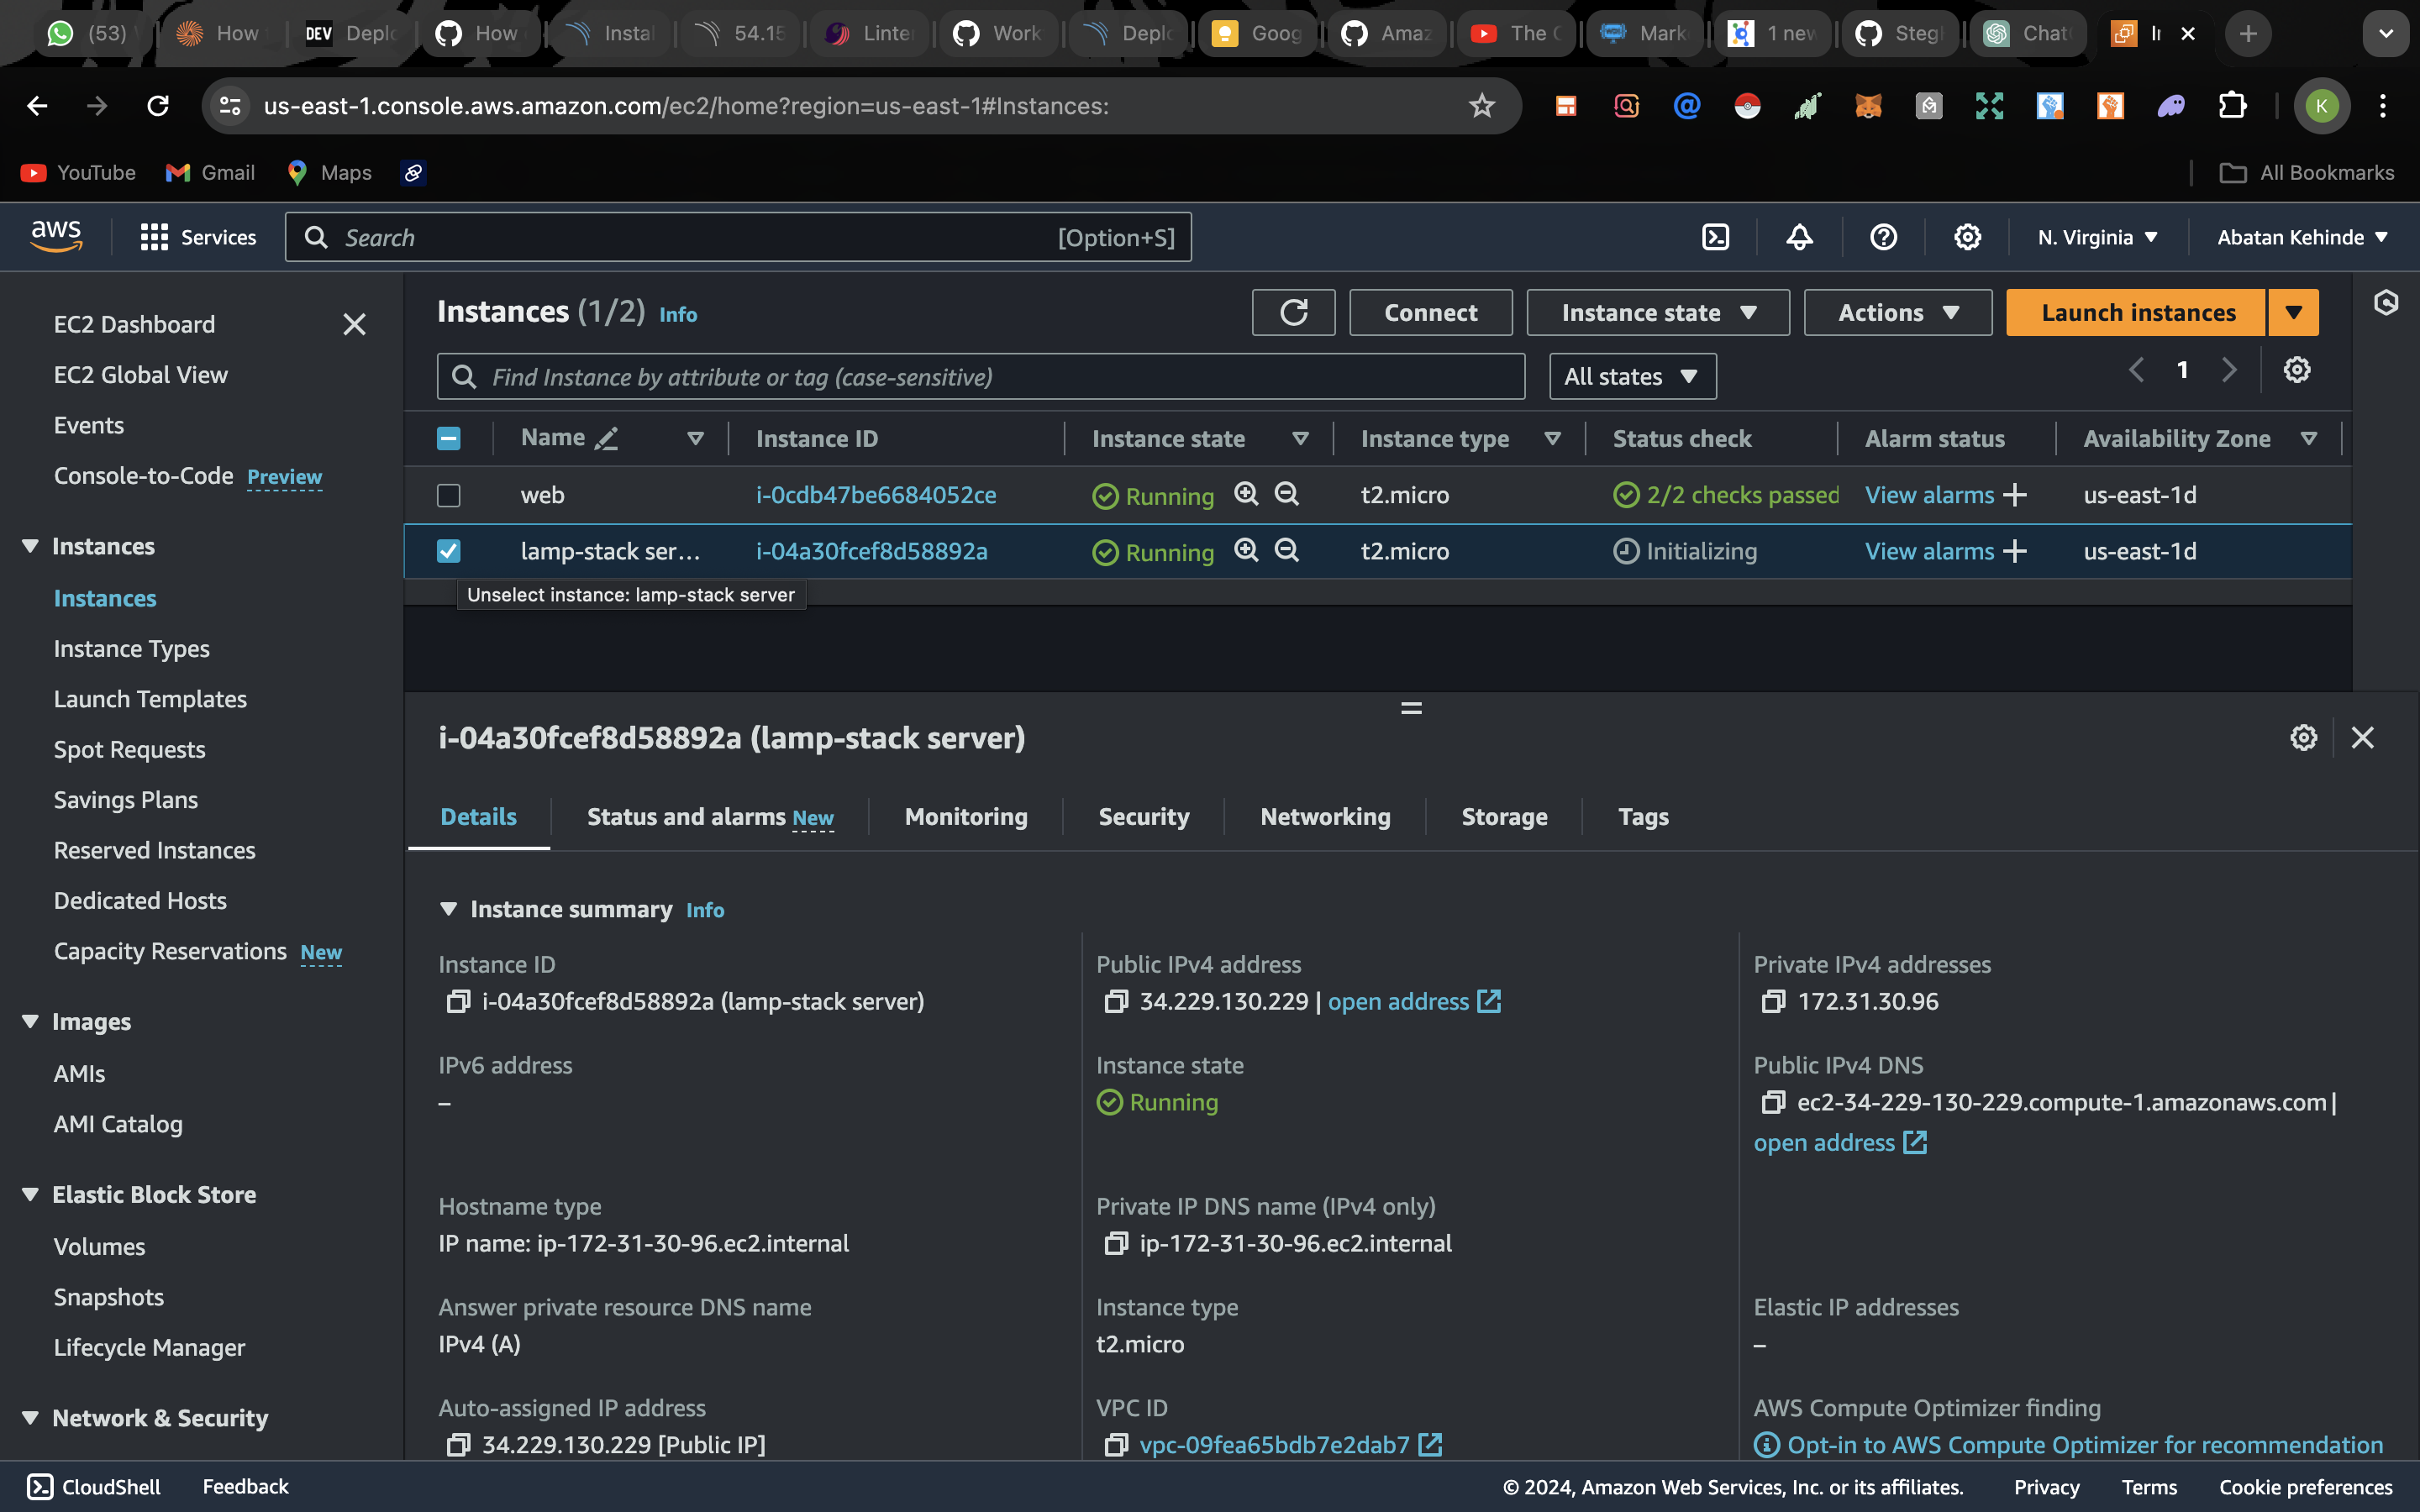 (53)
How
DEV Deplo
How
Instal
54.15
Linter
Work
Deplo
Goog
Amaz
The
Mark
1 new
Stegh
Chat
us-east-1.console.aws.amazon.com/ec2/home?region=us-east-1#Instances:
K
YouTube
Gmail
Maps
All Bookmarks
aws
Services
Search
[Option+S]
N. Virginia
Abatan Kehinde
EC2 Dashboard
EC2 Global View
Events
Console-to-Code Preview
Instances
Instances
Instance Types
Launch Templates
Spot Requests
Savings Plans
Reserved Instances
Dedicated Hosts
Capacity Reservations New
Images
AMIs
AMI Catalog
Elastic Block Store
Volumes
Snapshots
Lifecycle Manager
Network & Security
Instances (1/2) Info
Connect
Instance state
Actions
Launch instances
Find Instance by attribute or tag (case-sensitive)
All states
1
Name Instance ID Instance state Instance type Status check Alarm status Availability Zone
web i-0cdb47be6684052ce Running t2.micro 2/2 checks passed View alarms us-east-1d
lamp-stack ser... i-04a30fcef8d58892a Running t2.micro Initializing View alarms us-east-1d
Unselect instance: lamp-stack server
i-04a30fcef8d58892a (lamp-stack server)
Details
Status and alarms New
Monitoring
Security
Networking
Storage
Tags
Instance summary Info
Instance ID
i-04a30fcef8d58892a (lamp-stack server)
Public IPv4 address
34.229.130.229 | open address
Private IPv4 addresses
172.31.30.96
IPv6 address
–
Instance state
Running
Public IPv4 DNS
ec2-34-229-130-229.compute-1.amazonaws.com |
open address
Hostname type
IP name: ip-172-31-30-96.ec2.internal
Private IP DNS name (IPv4 only)
ip-172-31-30-96.ec2.internal
Answer private resource DNS name
IPv4 (A)
Instance type
t2.micro
Elastic IP addresses
–
Auto-assigned IP address
34.229.130.229 [Public IP]
VPC ID
vpc-09fea65bdb7e2dab7
AWS Compute Optimizer finding
Opt-in to AWS Compute Optimizer for recommendation
CloudShell
Feedback
© 2024, Amazon Web Services, Inc. or its affiliates.
Privacy
Terms
Cookie preferences